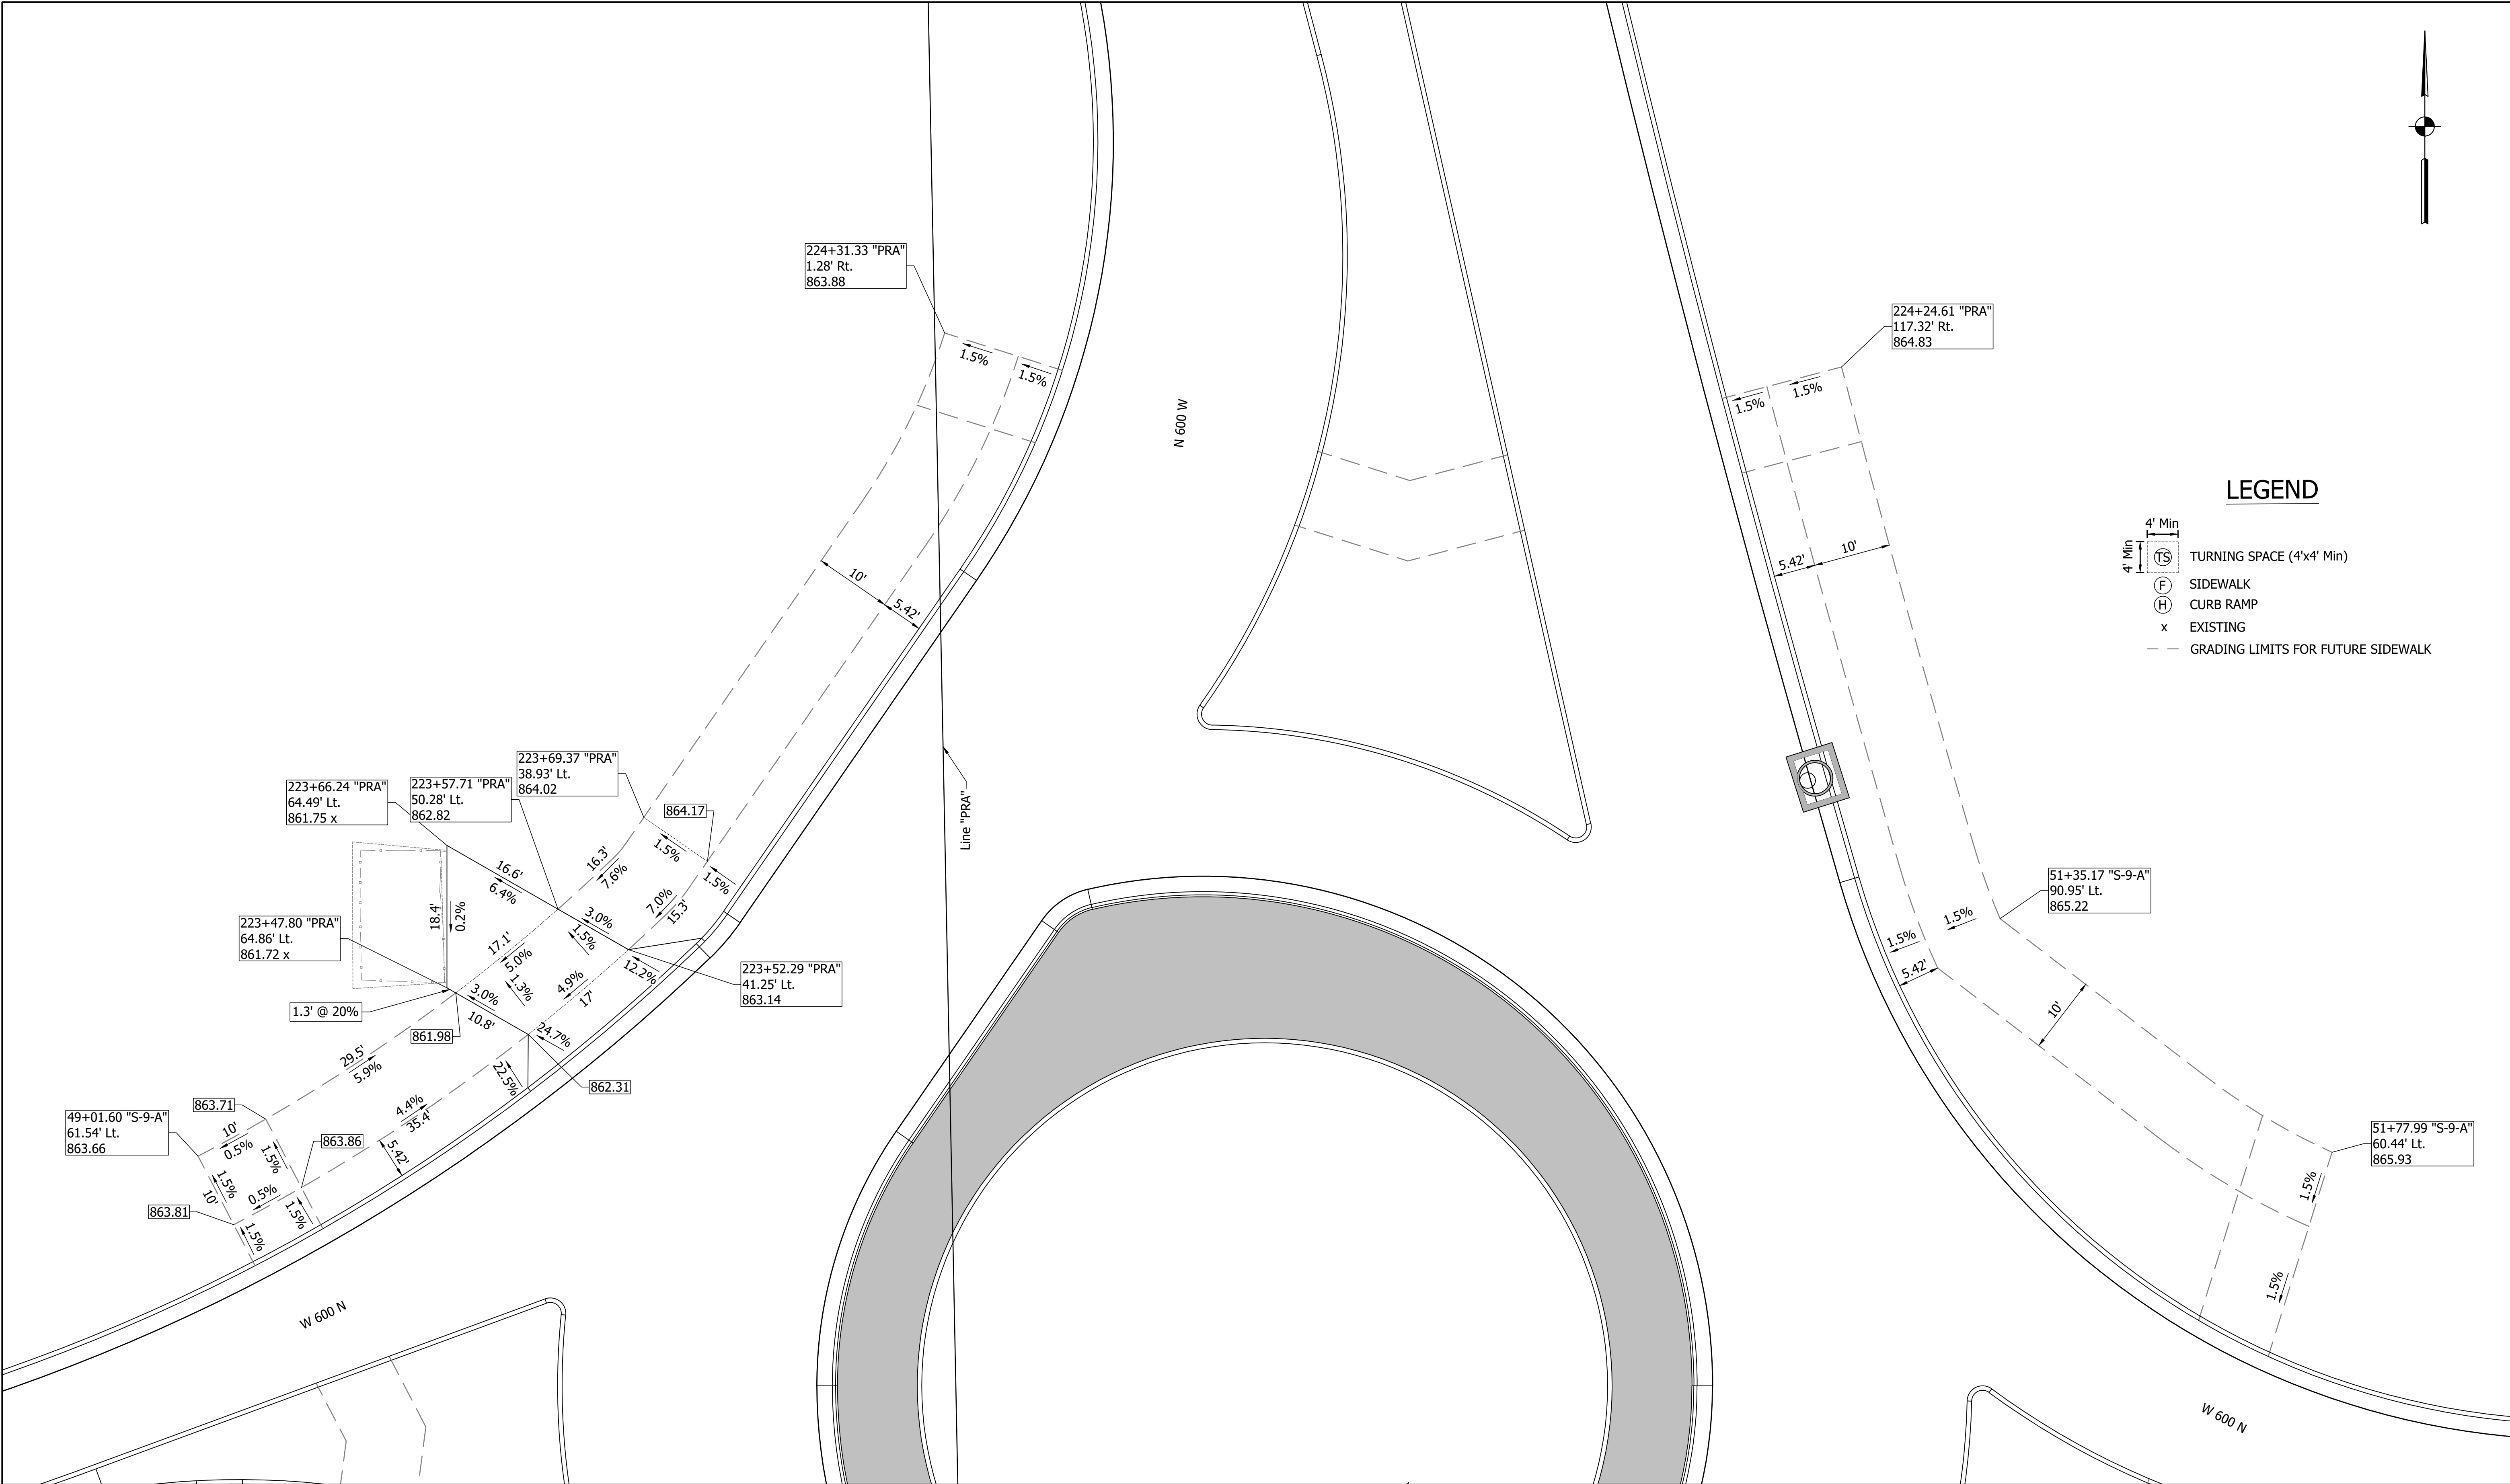 224+31.33 "PRA"
1.28' Rt.
863.88
1.5%
1.5%
N 600 W
224+24.61 "PRA"
117.32' Rt.
864.83
1.5%
1.5%
5.42'
10'
LEGEND
4' Min
4' Min
TS TURNING SPACE (4'x4' Min)
F SIDEWALK
H CURB RAMP
x EXISTING
GRADING LIMITS FOR FUTURE SIDEWALK
10'
5.42'
Line "PRA"
223+69.37 "PRA"
38.93' Lt.
864.02
223+57.71 "PRA"
50.28' Lt.
862.82
223+66.24 "PRA"
64.49' Lt.
861.75 x
864.17
1.5%
1.5%
16.3'
7.6%
7.0%
15.3'
16.6'
6.4%
3.0%
1.5%
18.4'
0.2%
223+47.80 "PRA"
64.86' Lt.
861.72 x
17.1'
5.0%
1.3%
4.9%
17'
12.2%
223+52.29 "PRA"
41.25' Lt.
863.14
1.3' @ 20%
3.0%
10.8'
861.98
24.7%
22.5%
862.31
29.5'
5.9%
4.4%
35.4'
5.42'
863.71
863.86
49+01.60 "S-9-A"
61.54' Lt.
863.66
10'
0.5%
1.5%
1.5%
10'
0.5%
1.5%
1.5%
863.81
W 600 N
51+35.17 "S-9-A"
90.95' Lt.
865.22
1.5%
1.5%
5.42'
10'
51+77.99 "S-9-A"
60.44' Lt.
865.93
1.5%
1.5%
W 600 N